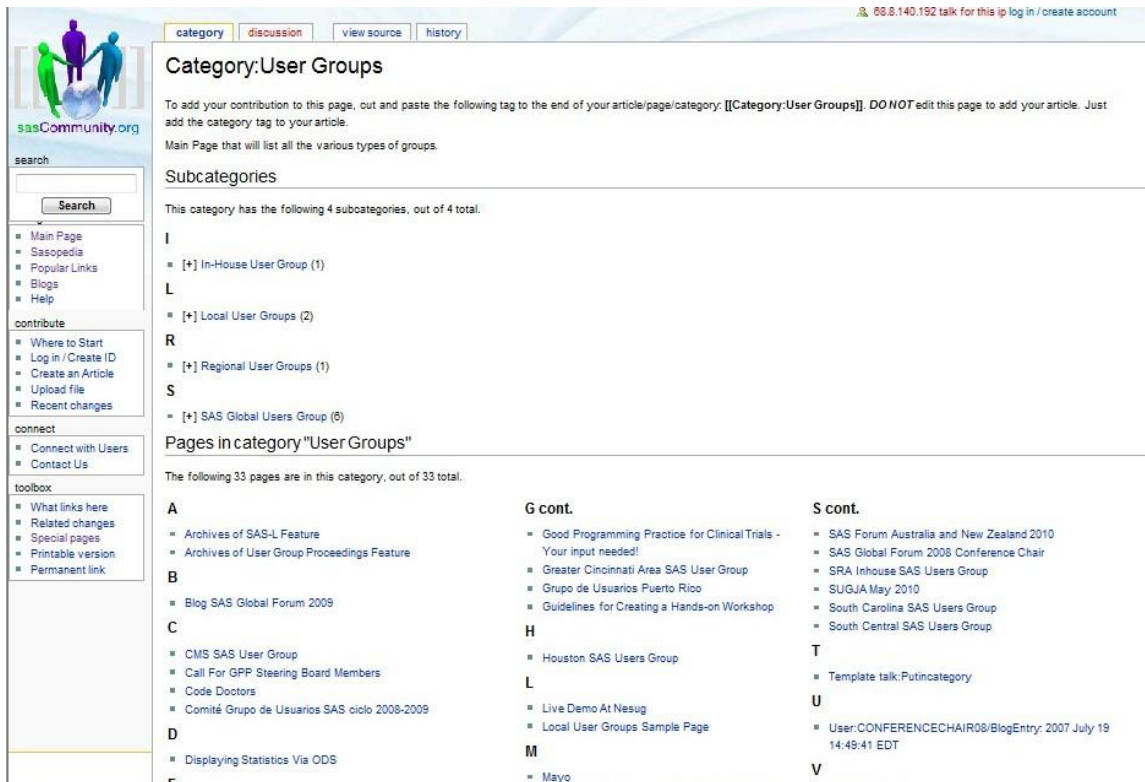 68.8.140.192 talk for this ip log in / create account
category discussion view source history
sasCommunity.org
search
Search
Main Page
Sasopedia
Popular Links
Blogs
Help
contribute
Where to Start
Log in / Create ID
Create an Article
Upload file
Recent changes
connect
Connect with Users
Contact Us
toolbox
What links here
Related changes
Special pages
Printable version
Permanent link
Category:User Groups
To add your contribution to this page, cut and paste the following tag to the end of your article/page/category: [[Category:User Groups]]. DO NOT edit this page to add your article. Just
add the category tag to your article.
Main Page that will list all the various types of groups.
Subcategories
This category has the following 4 subcategories, out of 4 total.
I
[+] In-House User Group (1)
L
[+] Local User Groups (2)
R
[+] Regional User Groups (1)
S
[+] SAS Global Users Group (6)
Pages in category "User Groups"
The following 33 pages are in this category, out of 33 total.
A
Archives of SAS-L Feature
Archives of User Group Proceedings Feature
B
Blog SAS Global Forum 2009
C
CMS SAS User Group
Call For GPP Steering Board Members
Code Doctors
Comité Grupo de Usuarios SAS ciclo 2008-2009
D
Displaying Statistics Via ODS
G cont.
Good Programming Practice for Clinical Trials -
Your input needed!
Greater Cincinnati Area SAS User Group
Grupo de Usuarios Puerto Rico
Guidelines for Creating a Hands-on Workshop
H
Houston SAS Users Group
L
Live Demo At Nesug
Local User Groups Sample Page
M
Mayo
S cont.
SAS Forum Australia and New Zealand 2010
SAS Global Forum 2008 Conference Chair
SRA Inhouse SAS Users Group
SUGJA May 2010
South Carolina SAS Users Group
South Central SAS Users Group
T
Template talk:Putincategory
U
User:CONFERENCECHAIR08/BlogEntry: 2007 July 19
14:49:41 EDT
V